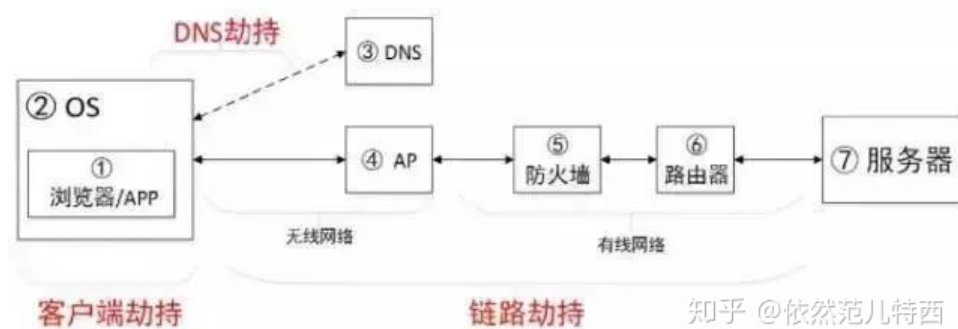 DNS劫持
③ DNS
② OS
①
浏览器/APP
④ AP
⑤
防火墙
⑥
路由器
⑦ 服务器
无线网络
有线网络
客户端劫持
链路劫持
知乎 @依然范儿特西